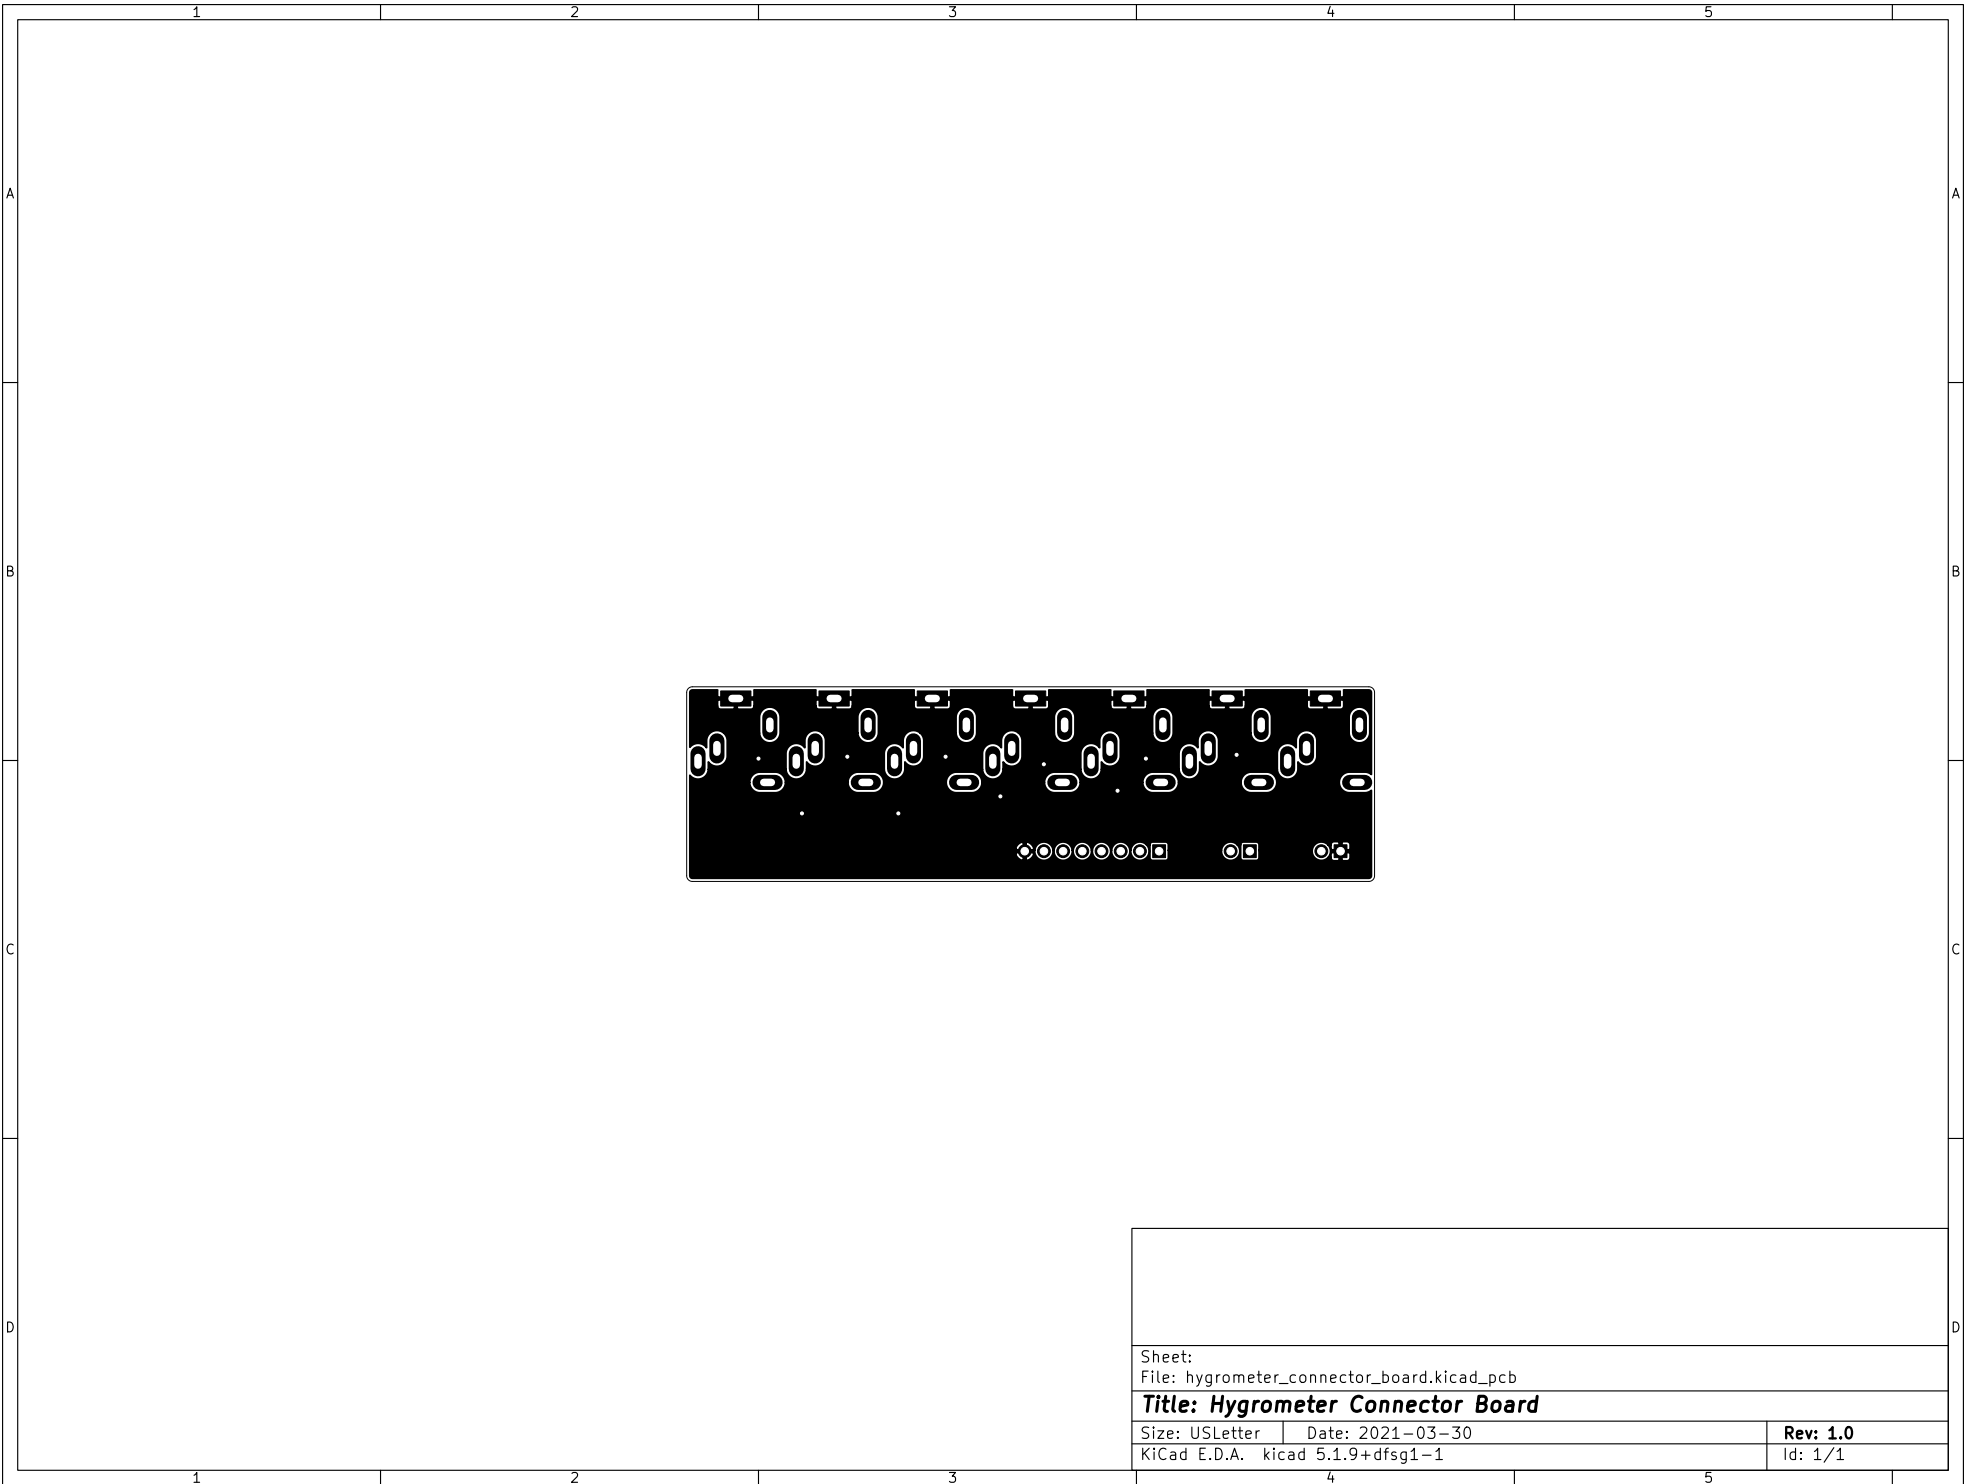 1 2 3 4 5
A A
B B
C C
D D
Sheet:
File: hygrometer_connector_board.kicad_pcb
Title: Hygrometer Connector Board
Size: USLetter Date: 2021-03-30 Rev: 1.0
KiCad E.D.A. kicad 5.1.9+dfsg1-1 Id: 1/1
1 2 3 4 5